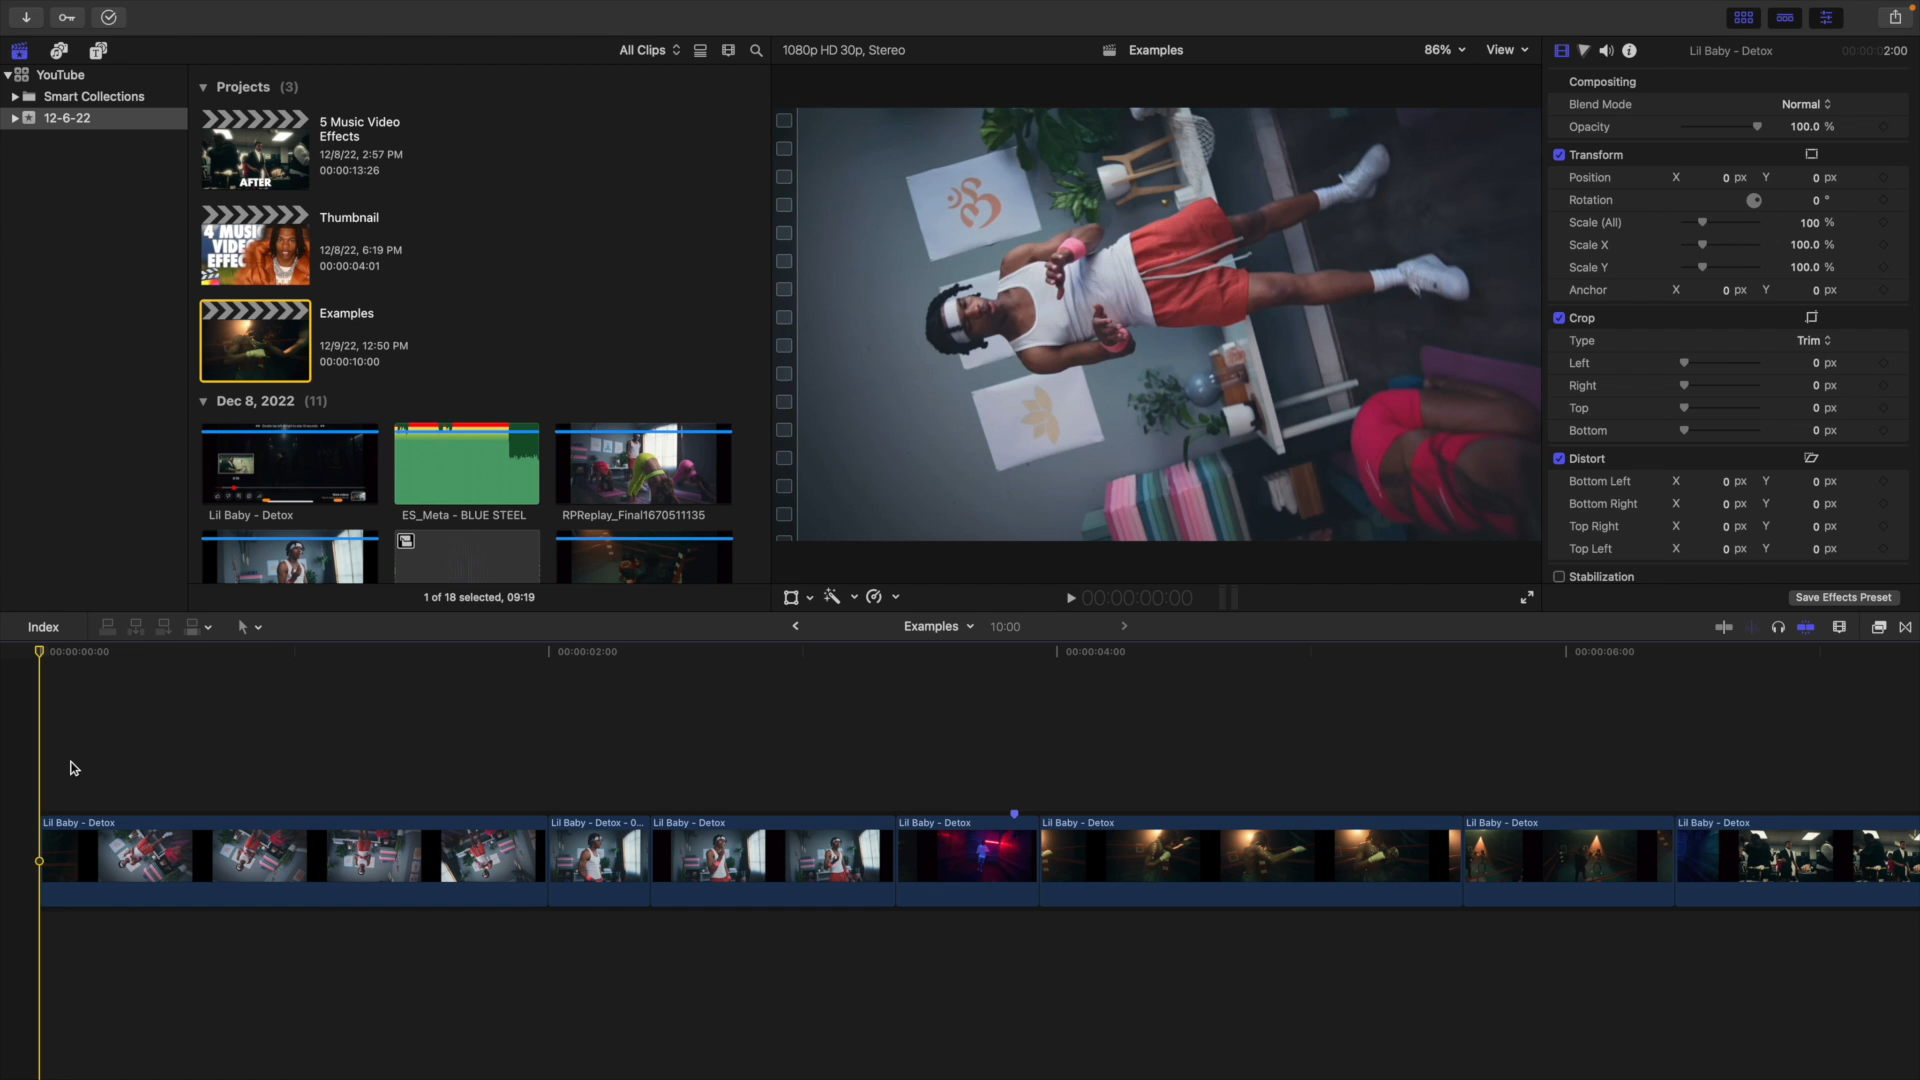 All Clips
1080p HD 30p, Stereo
Examples
86%
View
Lil Baby - Detox
00:00:02:00
YouTube
Smart Collections
12-6-22
Projects (3)
5 Music Video
Effects
12/8/22, 2:57 PM
00:00:13:26
AFTER
Thumbnail
12/8/22, 6:19 PM
00:00:04:01
4 MUSIC
VIDEO
EFFEC
Examples
12/9/22, 12:50 PM
00:00:10:00
Dec 8, 2022 (11)
Lil Baby - Detox
ES_Meta - BLUE STEEL
RPReplay_Final1670511135
1 of 18 selected, 09:19
00:00:00:00
Compositing
Blend Mode Normal
Opacity 100.0 %
Transform
Position X 0 px Y 0 px
Rotation 0 °
Scale (All) 100 %
Scale X 100.0 %
Scale Y 100.0 %
Anchor X 0 px Y 0 px
Crop
Type Trim
Left 0 px
Right 0 px
Top 0 px
Bottom 0 px
Distort
Bottom Left X 0 px Y 0 px
Bottom Right X 0 px Y 0 px
Top Right X 0 px Y 0 px
Top Left X 0 px Y 0 px
Stabilization
Save Effects Preset
Index
Examples
10:00
00:00:00:00
00:00:02:00
00:00:04:00
00:00:06:00
Lil Baby - Detox
Lil Baby - Detox - 0...
Lil Baby - Detox
Lil Baby - Detox
Lil Baby - Detox
Lil Baby - Detox
Lil Baby - Detox